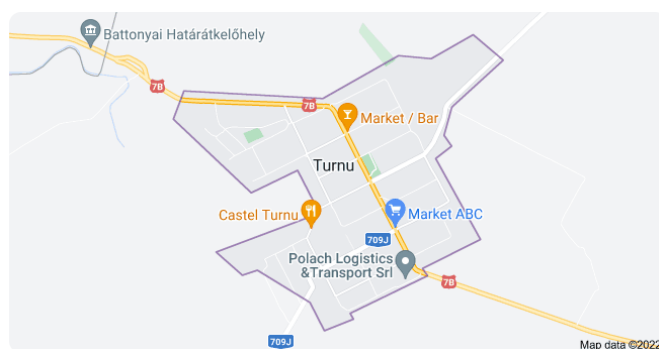 Battonyai Határátkelőhely
7B
7B
Market / Bar
Turnu
Castel Turnu
Market ABC
709J
Polach Logistics
&Transport Srl
7B
709J
Map data ©2022